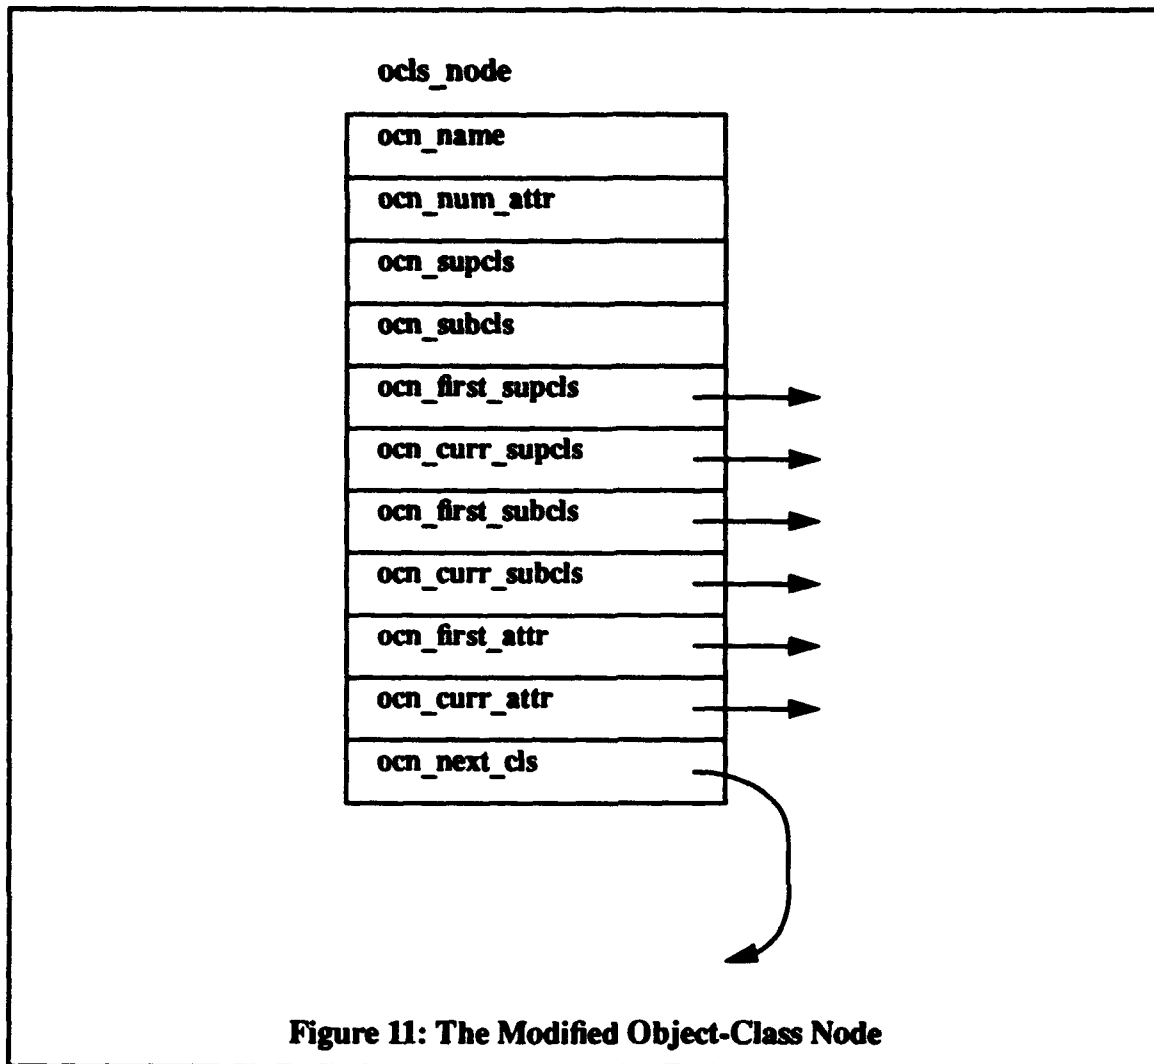 ocls_node
ocn_name
ocn_num_attr
ocn_supcls
ocn_subcls
ocn_first_supcls
ocn_curr_supcls
ocn_first_subcls
ocn_curr_subcls
ocn_first_attr
ocn_curr_attr
ocn_next_cls
Figure 11: The Modified Object-Class Node